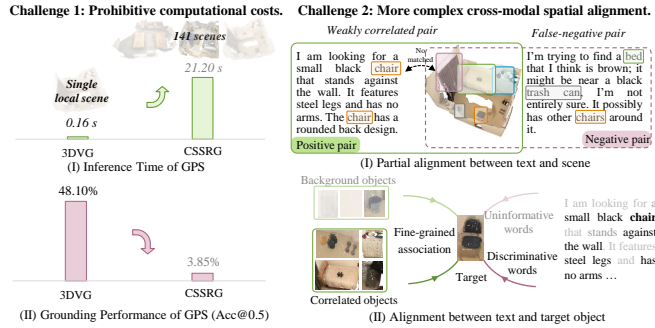 Challenge 1: Prohibitive computational costs.
141 scenes
21.20 s
Single
local scene
0.16 s
3DVG
CSSRG
(I) Inference Time of GPS
48.10%
3.85%
3DVG
CSSRG
(II) Grounding Performance of GPS (Acc@0.5)
Challenge 2: More complex cross-modal spatial alignment.
Weakly correlated pair
False-negative pair
I am looking for a
small black chair
that stands against
the wall. It features
steel legs and has no
arms. The chair has a
rounded back design.
Positive pair
No
matched
I'm trying to find a bed
that I think is brown; it
might be near a black
trash can, I'm not
entirely sure. It possibly
has other chairs around
it.
Negative pair
(I) Partial alignment between text and scene
Background objects
Fine-grained
association
Correlated objects
Target
Uninformative
words
Discriminative
words
I am looking for a
small black chair
that stands against
the wall. It features
steel legs and has
no arms …
(II) Alignment between text and target object